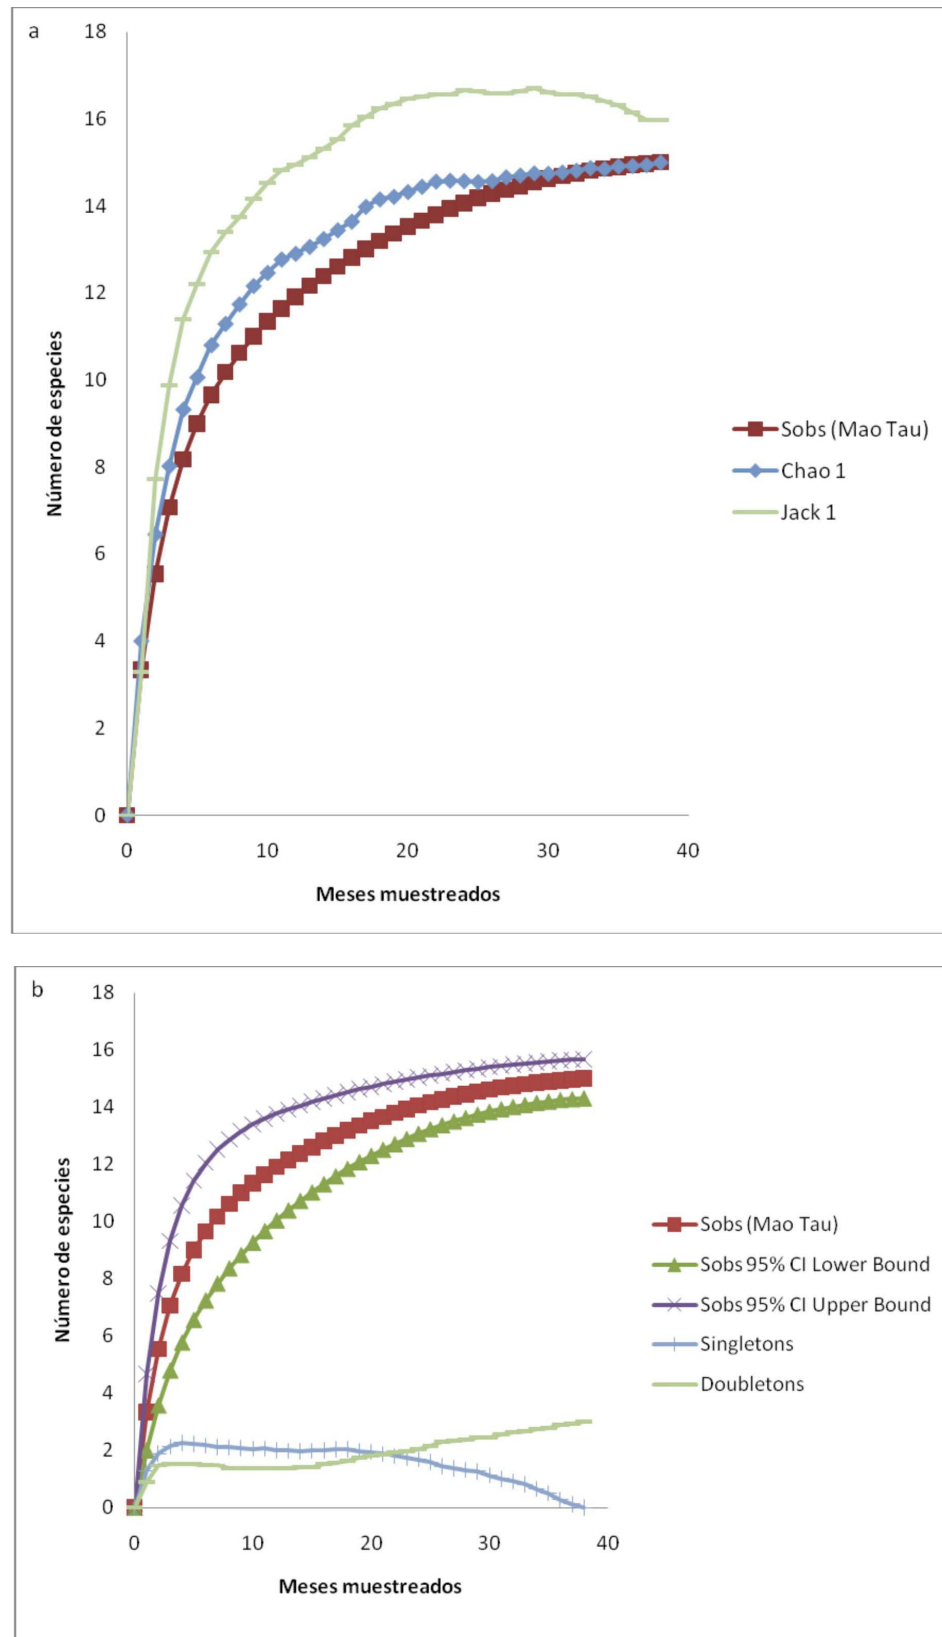 a
18
16
14
12
10
8
6
4
2
0
Número de especies
0 10 20 30 40
Meses muestreados
Sobs (Mao Tau)
Chao 1
Jack 1
b
18
16
14
12
10
8
6
4
2
0
Número de especies
0 10 20 30 40
Meses muestreados
Sobs (Mao Tau)
Sobs 95% CI Lower Bound
Sobs 95% CI Upper Bound
Singletons
Doubletons